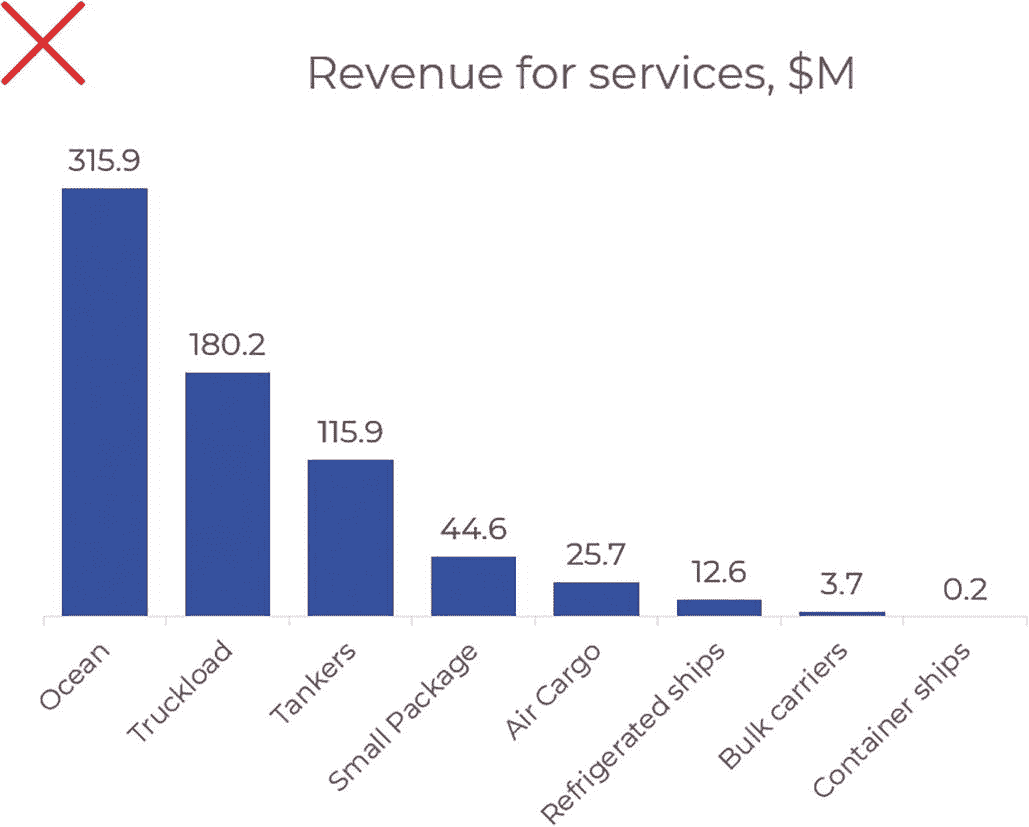 Revenue for services, $M
315.9
180.2
115.9
44.6
25.7
12.6
3.7
0.2
Ocean
Truckload
Tankers
Small Package
Air Cargo
Refrigerated ships
Bulk carriers
Container ships